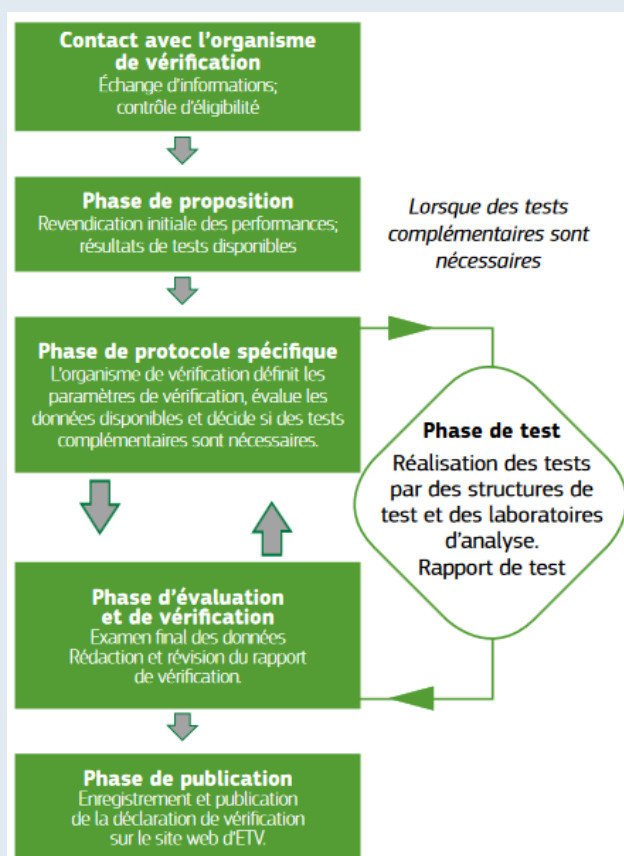 Contact avec l'organisme
de vérification
Échange d'informations;
contrôle d'éligibilité
Phase de proposition
Revendication initiale des performances;
résultats de tests disponibles
Lorsque des tests
complémentaires sont
nécessaires
Phase de protocole spécifique
L'organisme de vérification définit les
paramètres de vérification, évalue les
données disponibles et décide si des tests
complémentaires sont nécessaires.
Phase de test
Réalisation des tests
par des structures de
test et des laboratoires
d'analyse.
Rapport de test
Phase d'évaluation
et de vérification
Examen final des données
Rédaction et révision du rapport
de vérification.
Phase de publication
Enregistrement et publication
de la déclaration de vérification
sur le site web d'ETV.